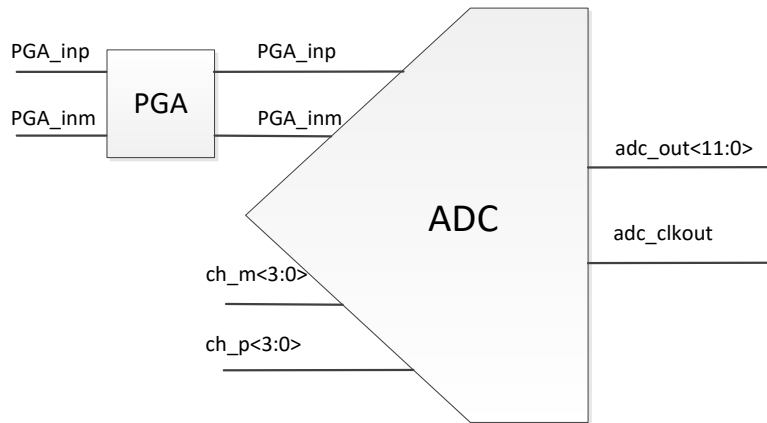 PGA_inp
PGA_inp
PGA
PGA_inm
PGA_inm
adc_out<11:0>
ADC
adc_clkout
ch_m<3:0>
ch_p<3:0>